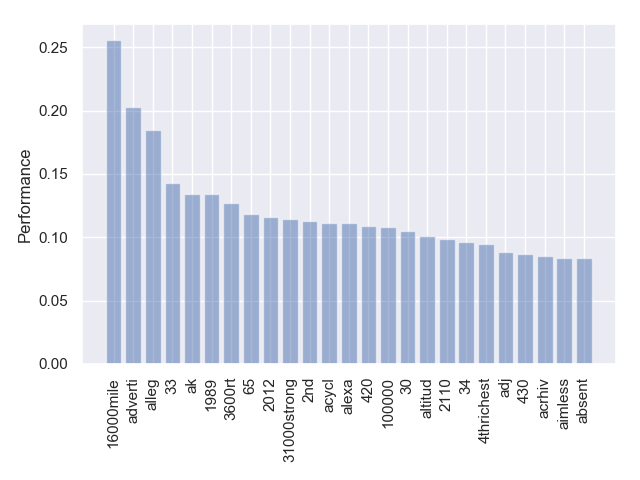 0.25
0.20
0.15
0.10
0.05
0.00
Performance
16000mile
adverti
alleg
33
ak
1989
3600rt
65
2012
31000strong
2nd
acycl
alexa
420
100000
30
altitud
2110
34
4thrichest
adj
430
acrhiv
aimless
absent